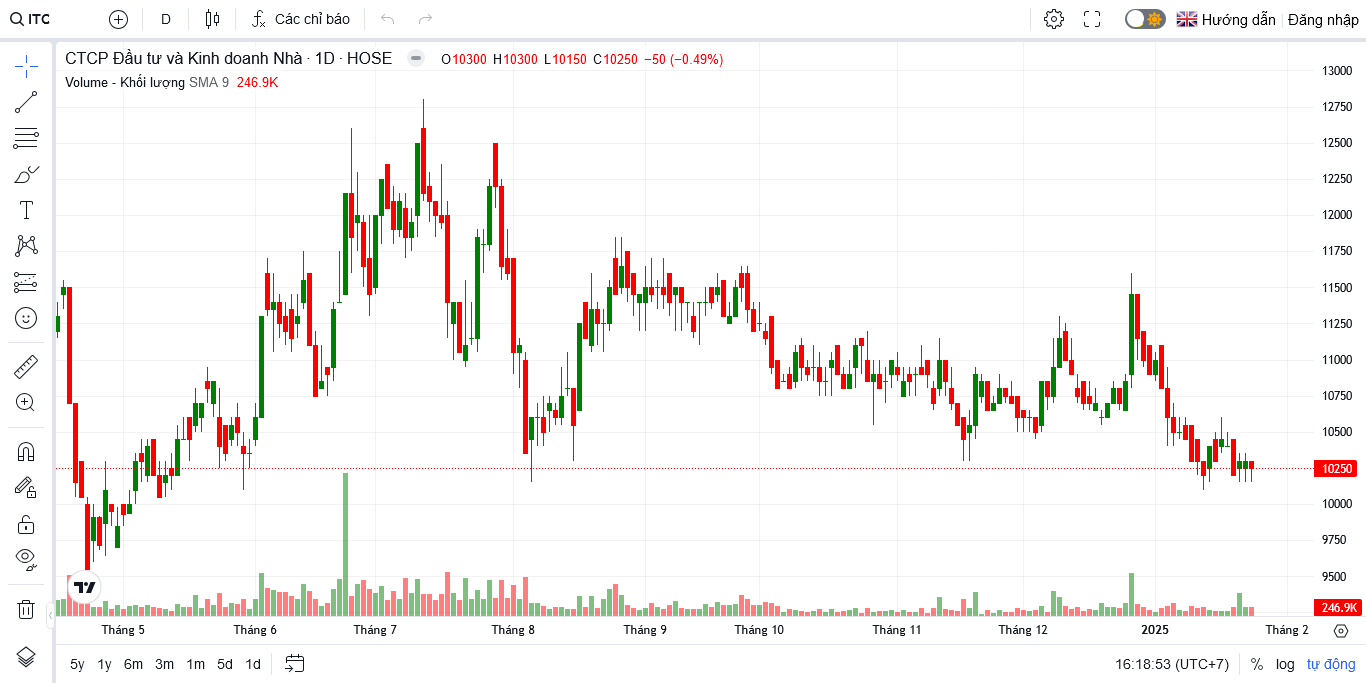 ITC D Các chỉ báo Hướng dẫn Đăng nhập
CTCP Đầu tư và Kinh doanh Nhà · 1D · HOSE O10300 H10300 L10150 C10250 −50 (−0.49%)
Volume - Khối lượng SMA 9 246.9K
13000
12750
12500
12250
12000
11750
11500
11250
11000
10750
10500
10250
10000
9750
9500
246.9K
Tháng 5 Tháng 6 Tháng 7 Tháng 8 Tháng 9 Tháng 10 Tháng 11 Tháng 12 2025 Tháng 2
5y 1y 6m 3m 1m 5d 1d 16:18:53 (UTC+7) % log tự động